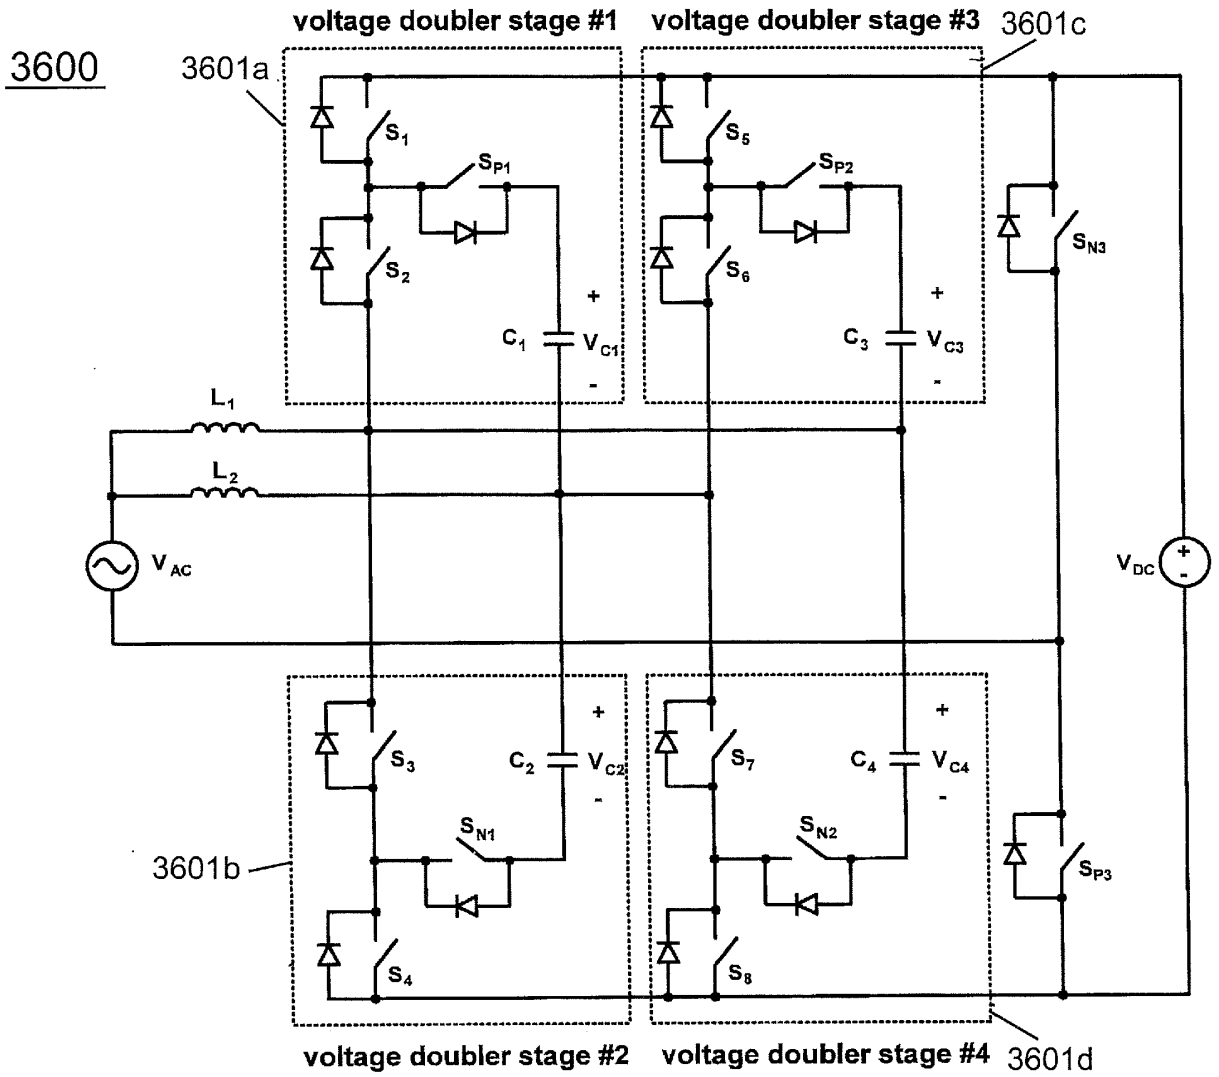 3600
voltage doubler stage #1
voltage doubler stage #3
3601a
3601c
S1
SP1
S5
SP2
S2
S6
SN3
+
C1
VC1
-
+
C3
VC3
-
L1
L2
VAC
VDC
+
-
S3
+
C2
VC2
-
S7
+
C4
VC4
-
SN1
SN2
3601b
SP3
S4
S8
voltage doubler stage #2
voltage doubler stage #4
3601d